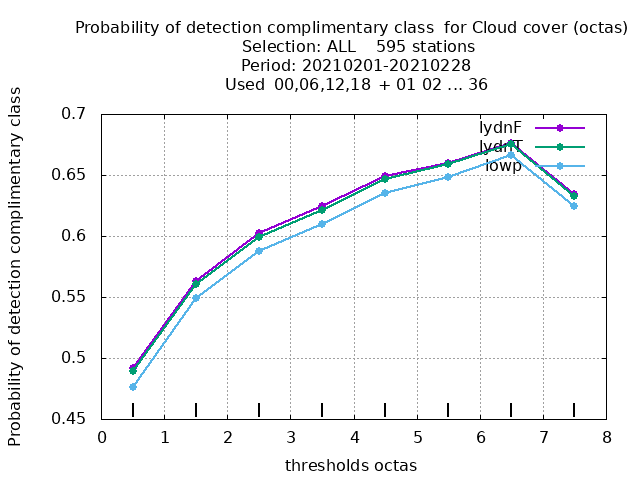 Probability of detection complimentary class  for Cloud cover (octas)
Selection: ALL    595 stations
Period: 20210201-20210228
Used  00,06,12,18  + 01 02 ... 36
Probability of detection complimentary class
0.7
0.65
0.6
0.55
0.5
0.45
lydnF
lydnT
lowp
0 1 2 3 4 5 6 7 8
thresholds octas